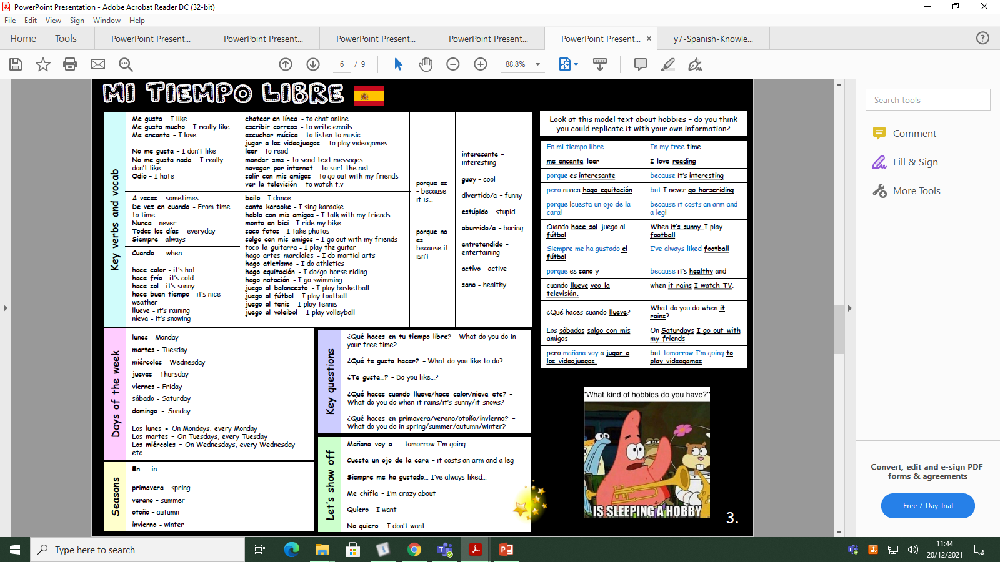 PowerPoint Presentation - Adobe Acrobat Reader DC (32-bit)
File Edit View Sign Window Help
Home Tools PowerPoint Present... PowerPoint Present... PowerPoint Present... PowerPoint Present... PowerPoint Present... × y7-Spanish-Knowle...
6 / 9 88.8%
MI TIEMPO LIBRE
Key verbs and vocab
Me gusta – I like
Me gusta mucho – I really like
Me encanta – I love
No me gusta – I don't like
No me gusta nada – I really
don't like
Odio – I hate
chatear en línea - to chat online
escribir correos - to write emails
escuchar música - to listen to music
jugar a los videojuegos - to play videogames
leer - to read
mandar sms - to send text messages
navegar por internet - to surf the net
salir con mis amigos - to go out with my friends
ver la televisión - to watch t.v
A veces – sometimes
De vez en cuando – From time
to time
Nunca – never
Todos los días – everyday
Siempre – always
Cuando... – when
hace calor - it's hot
hace frío - it's cold
hace sol - it's sunny
hace buen tiempo - it's nice
weather
llueve - it's raining
nieva - it's snowing
bailo - I dance
canto karaoke - I sing karaoke
hablo con mis amigos - I talk with my friends
monto en bici - I ride my bike
saco fotos - I take photos
salgo con mis amigos - I go out with my friends
toco la guitarra - I play the guitar
hago artes marciales - I do martial arts
hago atletismo - I do athletics
hago equitación - I do/go horse riding
hago natación - I go swimming
juego al baloncesto - I play basketball
juego al fútbol - I play football
juego al tenis - I play tennis
juego al voleibol - I play volleyball
porque es
– because
it is...
porque no
es –
because it
isn't
interesante –
interesting
guay – cool
divertido/a – funny
estúpido – stupid
aburrido/a – boring
entretendido –
entertaining
activo – active
sano - healthy
Days of the week
lunes - Monday
martes - Tuesday
miércoles - Wednesday
jueves - Thursday
viernes - Friday
sábado - Saturday
domingo - Sunday
Los lunes – On Mondays, every Monday
Los martes – On Tuesdays, every Tuesday
Los miércoles – On Wednesdays, every Wednesday
etc...
Seasons
En... - in...
primavera – spring
verano – summer
otoño – autumn
invierno - winter
Key questions
¿Qué haces en tu tiempo libre? – What do you do in
your free time?
¿Qué te gusta hacer? – What do you like to do?
¿Te gusta...? – Do you like...?
¿Qué haces cuando llueve/hace calor/nieva etc? –
What do you do when it rains/it's sunny/it snows?
¿Qué haces en primavera/verano/otoño/invierno? –
What do you do in spring/summer/autumn/winter?
Let's show off
Mañana voy a... - tomorrow I'm going...
Cuesta un ojo de la cara – it costs an arm and a leg
Siempre me ha gustado... I've always liked...
Me chifla – I'm crazy about
Quiero – I want
No quiero – I don't want
Look at this model text about hobbies – do you think
you could replicate it with your own information?
En mi tiempo libre In my free time
me encanta leer I love reading
porque es interesante because it's interesting
pero nunca hago equitación but I never go horseriding
porque ¡cuesta un ojo de la
cara!
because it costs an arm and
a leg!
Cuando hace sol juego al
fútbol.
When it's sunny I play
football.
Siempre me ha gustado el
fútbol
I've always liked football
porque es sano y because it's healthy and
cuando llueve veo la
televisión.
when it rains I watch TV.
¿Qué haces cuando llueve?
What do you do when it
rains?
Los sábados salgo con mis
amigos
On Saturdays I go out with
my friends
pero mañana voy a jugar a
los videojuegos.
but tomorrow I'm going to
play videogames.
"What kind of hobbies do you have?"
IS SLEEPING A HOBBY
3.
Search tools
Comment
Fill & Sign
More Tools
Convert, edit and e-sign PDF
forms & agreements
Free 7-Day Trial
Type here to search
11:44
20/12/2021